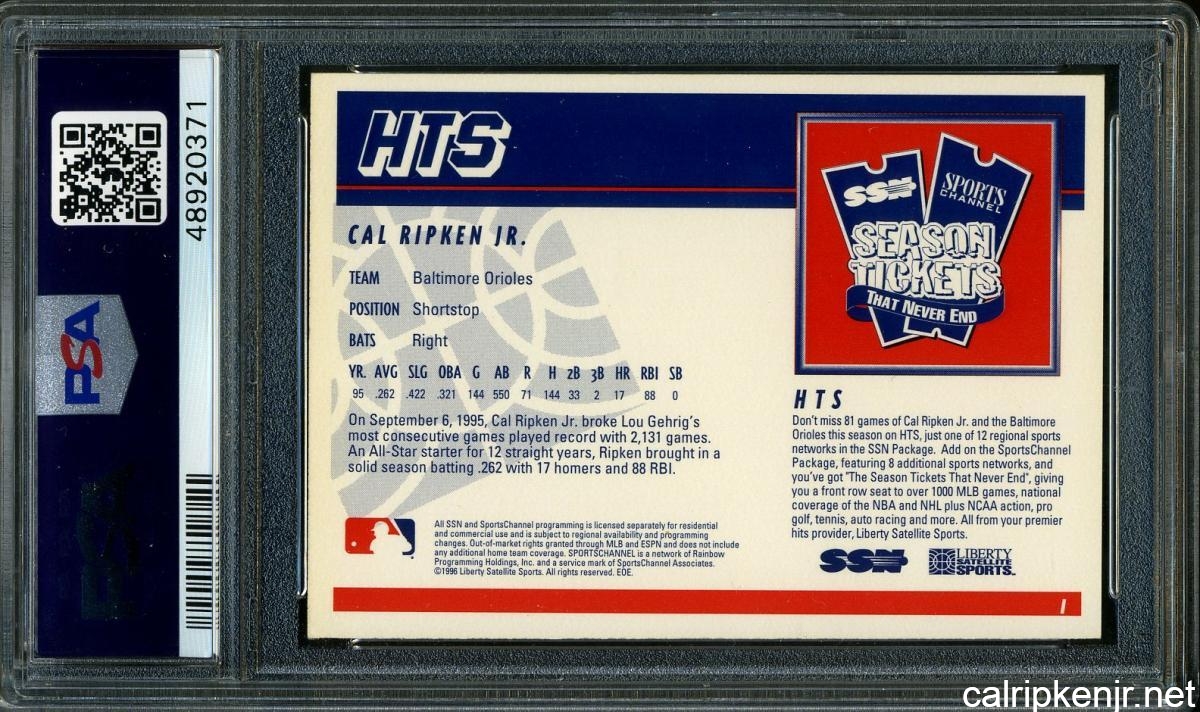 48920371
PSA
HTS
SSN
SPORTS
CHANNEL
SEASON
TICKETS
THAT NEVER END
CAL RIPKEN JR.
TEAM Baltimore Orioles
POSITION Shortstop
BATS Right
YR. AVG SLG OBA G AB R H 2B 3B HR RBI SB
95 .262 .422 .321 144 550 71 144 33 2 17 88 0
On September 6, 1995, Cal Ripken Jr. broke Lou Gehrig's
most consecutive games played record with 2,131 games.
An All-Star starter for 12 straight years, Ripken brought in a
solid season batting .262 with 17 homers and 88 RBI.
All SSN and SportsChannel programming is licensed separately for residential
and commercial use and is subject to regional availability and programming
changes. Out-of-market rights granted through MLB and ESPN and does not include
any additional home team coverage. SPORTSCHANNEL is a network of Rainbow
Programming Holdings, Inc. and a service mark of SportsChannel Associates.
©1996 Liberty Satellite Sports. All rights reserved. EOE.
HTS
Don't miss 81 games of Cal Ripken Jr. and the Baltimore
Orioles this season on HTS, just one of 12 regional sports
networks in the SSN Package. Add on the SportsChannel
Package, featuring 8 additional sports networks, and
you've got "The Season Tickets That Never End", giving
you a front row seat to over 1000 MLB games, national
coverage of the NBA and NHL plus NCAA action, pro
golf, tennis, auto racing and more. All from your premier
hits provider, Liberty Satellite Sports.
SSN
LIBERTY
SATELLITE
SPORTS
1
calripkenjr.net